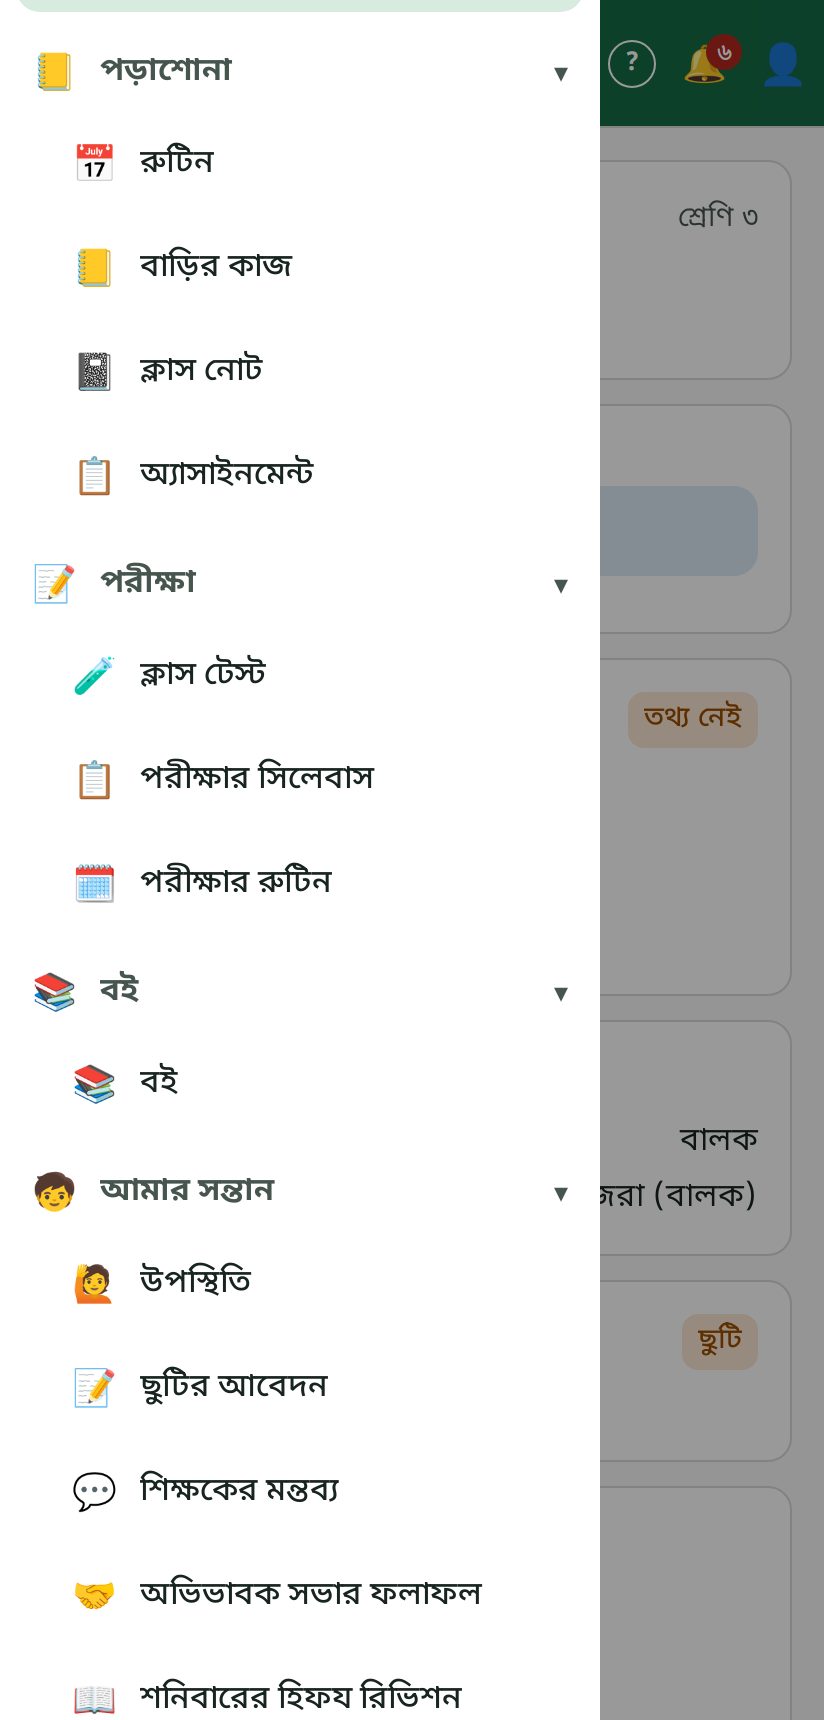 পড়াশোনা
রুটিন
বাড়ির কাজ
ক্লাস নোট
অ্যাসাইনমেন্ট
পরীক্ষা
ক্লাস টেস্ট
পরীক্ষার সিলেবাস
পরীক্ষার রুটিন
বই
বই
আমার সন্তান
উপস্থিতি
ছুটির আবেদন
শিক্ষকের মন্তব্য
অভিভাবক সভার ফলাফল
শনিবারের হিফয রিভিশন
?
৬
শ্রেণি ৩
তথ্য নেই
বালক
(বালক)
ছুটি